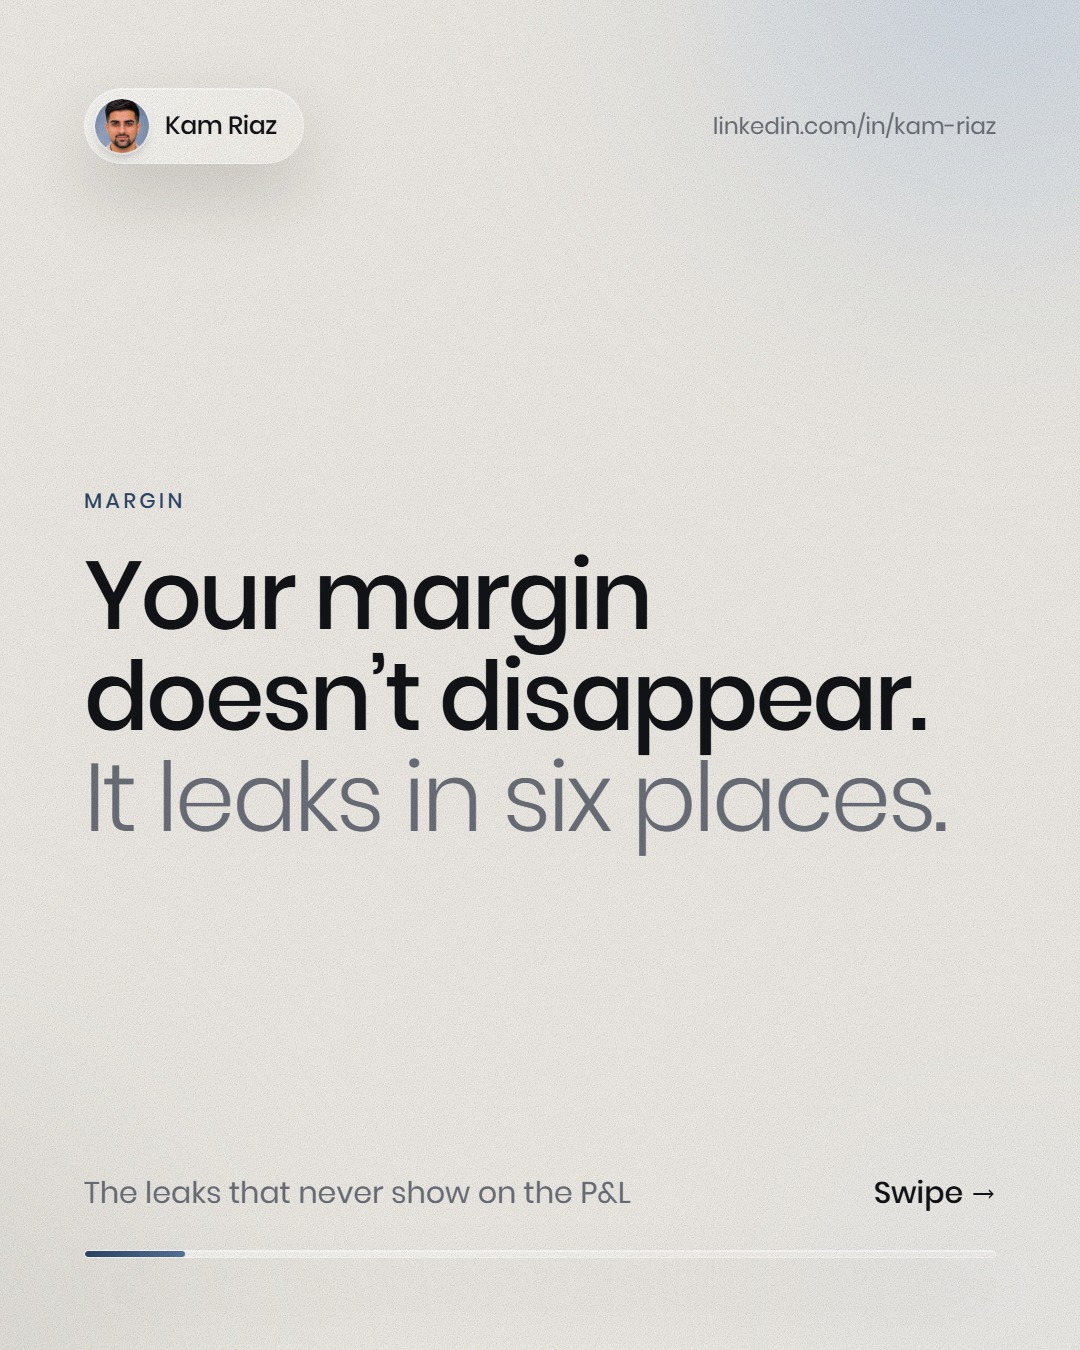 Kam Riaz
linkedin.com/in/kam-riaz
MARGIN
Your margin
doesn’t disappear.
It leaks in six places.
The leaks that never show on the P&L
Swipe →